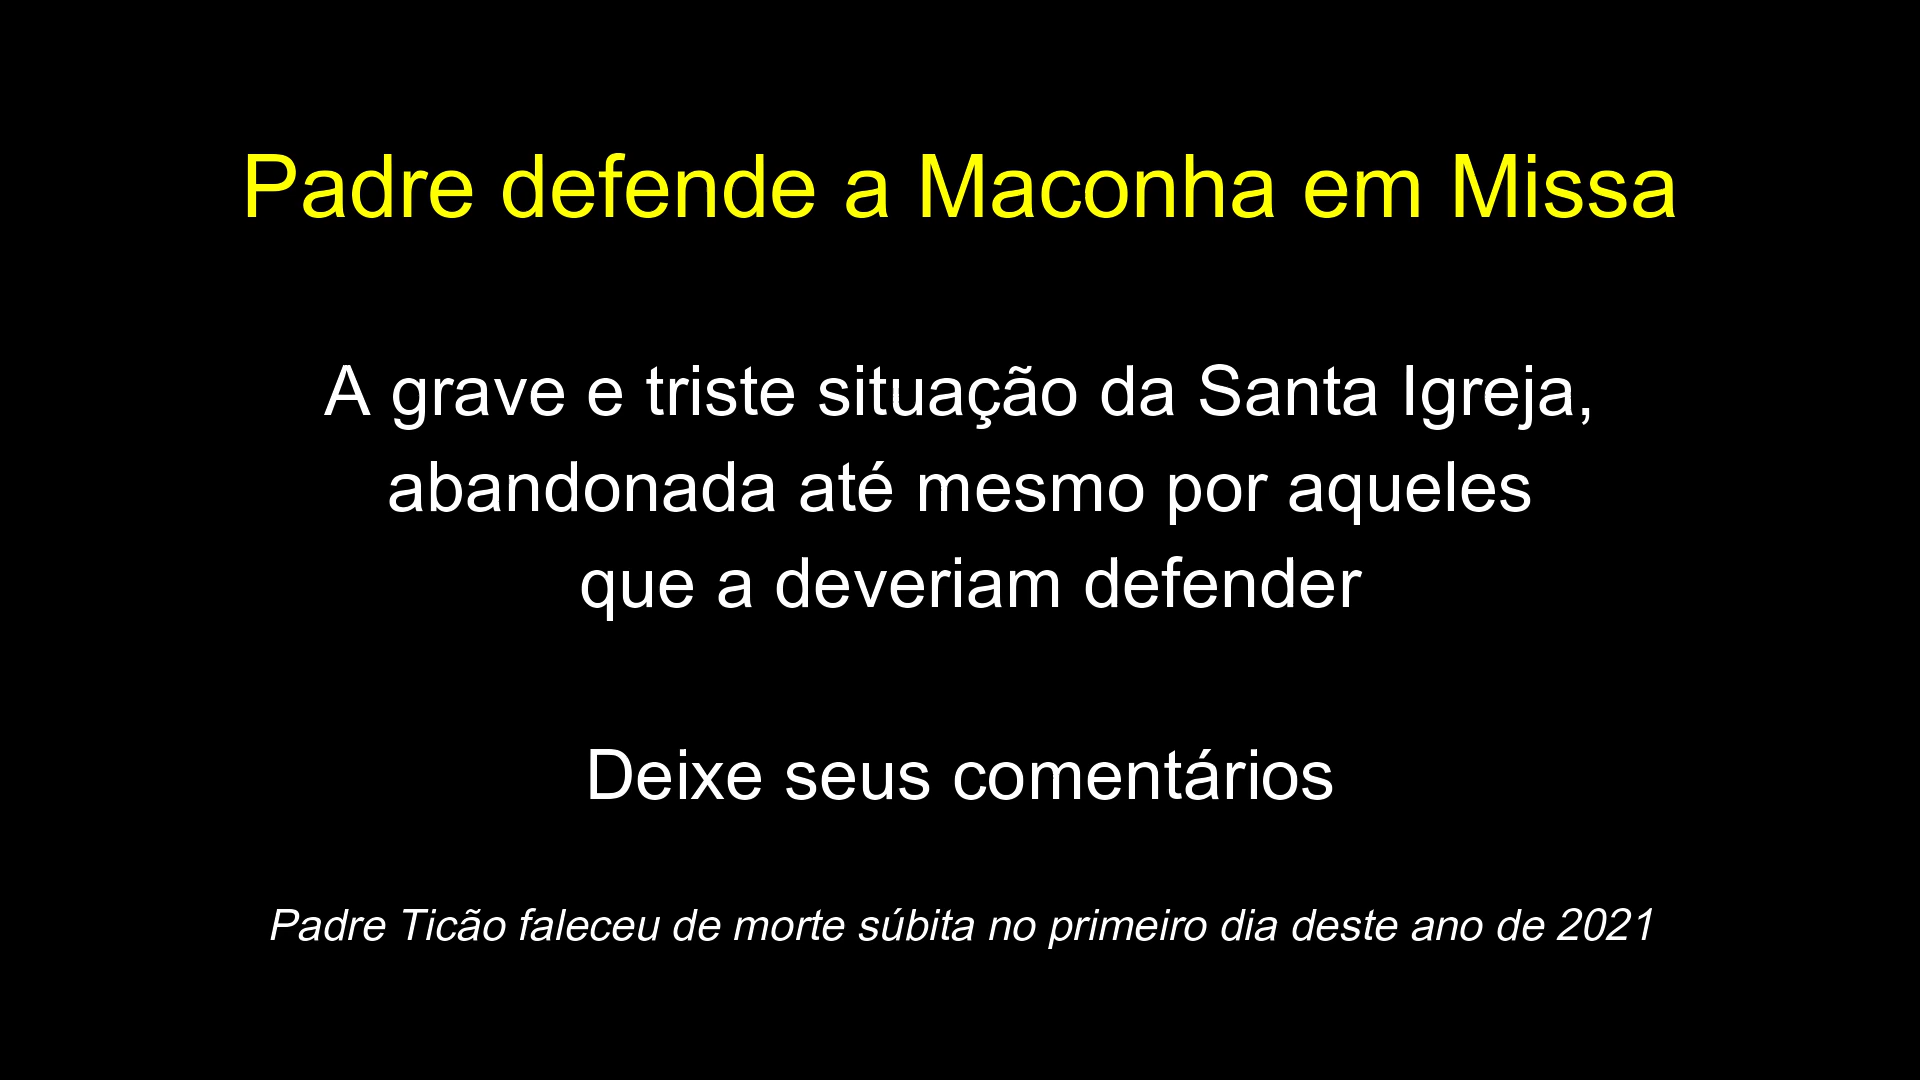 Padre defende a Maconha em Missa
A grave e triste situação da Santa Igreja,
abandonada até mesmo por aqueles
que a deveriam defender
Deixe seus comentários
Padre Ticão faleceu de morte súbita no primeiro dia deste ano de 2021